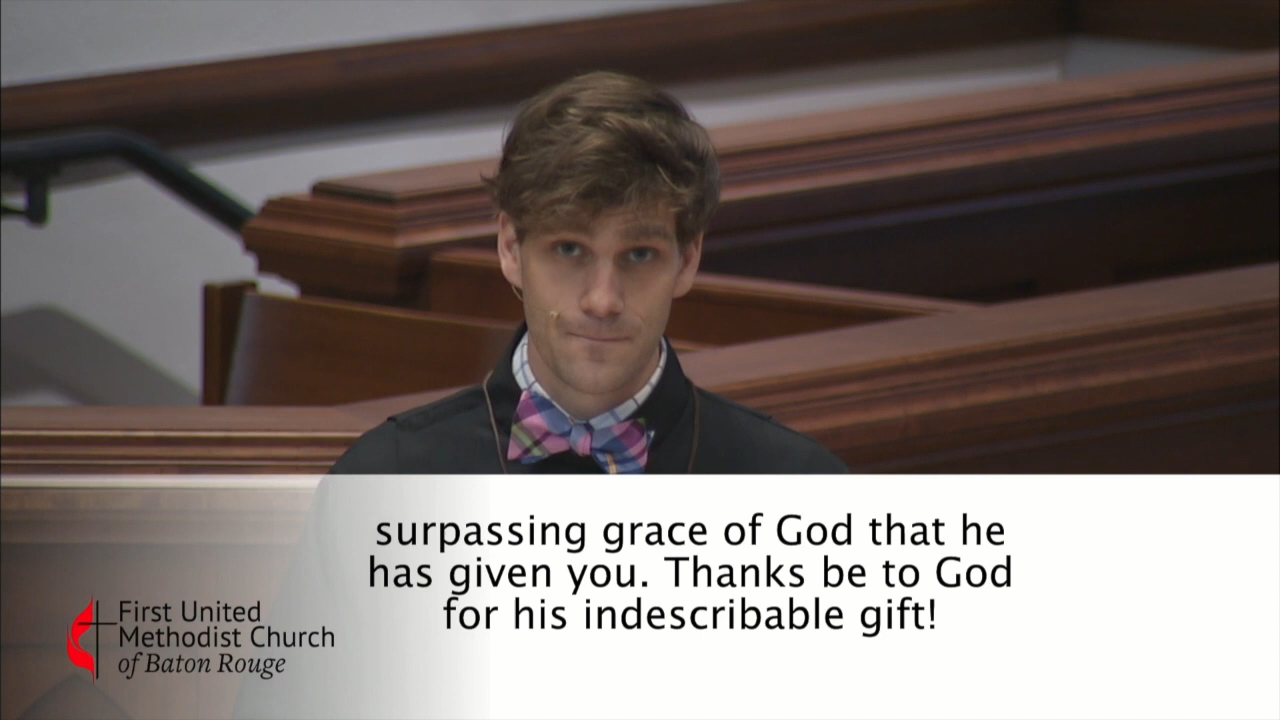 surpassing grace of God that he
has given you. Thanks be to God
for his indescribable gift!
First United
Methodist Church
of Baton Rouge